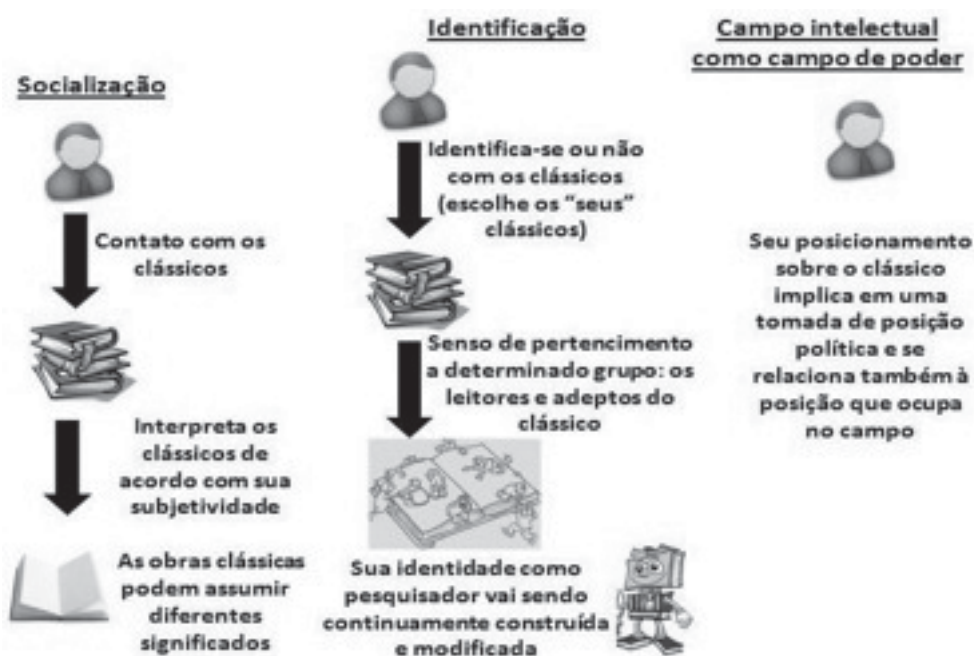 Socialização
Contato com os
clássicos
Interpreta os
clássicos de
acordo com sua
subjetividade
As obras clássicas
podem assumir
diferentes
significados
Identificação
Identifica-se ou não
com os clássicos
(escolhe os "seus"
clássicos)
Senso de pertencimento
a determinado grupo: os
leitores e adeptos do
clássico
Sua identidade como
pesquisador vai sendo
continuamente construída
e modificada
Campo intelectual
como campo de poder
Seu posicionamento
sobre o clássico
implica em uma
tomada de posição
política e se
relaciona também à
posição que ocupa
no campo